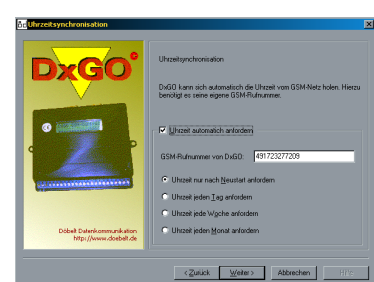 Uhrzeitsynchronisation
DxGO
Döbelt Datenkommunikation
http://www.doebelt.de
Uhrzeitsynchronisation
DxGO kann sich automatisch die Uhrzeit vom GSM-Netz holen. Hierzu
benötigt es seine eigene GSM-Rufnummer.
Uhrzeit automatich anfordern
GSM-Rufnummer von DxGO: 491723277209
Uhrzeit nur nach Neustart anfordern
Uhrzeit jeden Tag anfordern
Uhrzeit jede Woche anfordern
Uhrzeit jeden Monat anfordern
< Zurück Weiter > Abbrechen Hilfe